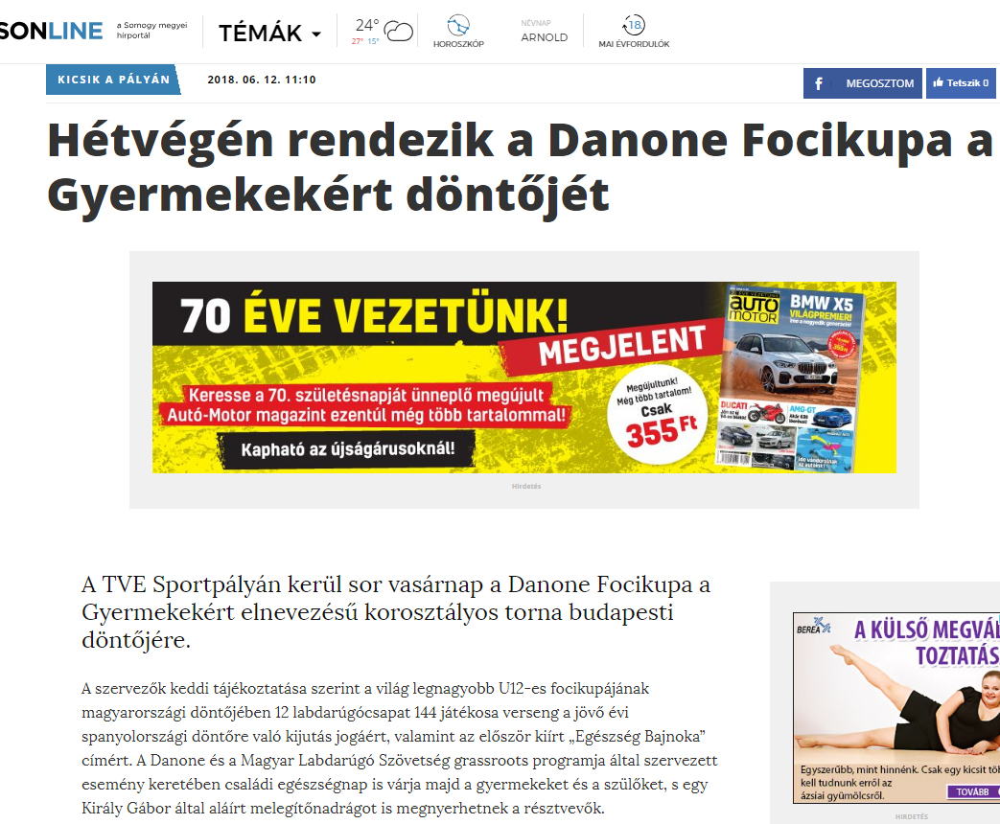 SONLINE
a Somogy megyei
hírportál
TÉMÁK
24°
27° 15°
HOROSZKÓP
NÉVNAP
ARNOLD
18.
MAI ÉVFORDULÓK
KICSIK A PÁLYÁN
2018. 06. 12. 11:10
f MEGOSZTOM
Tetszik 0
Hétvégén rendezik a Danone Focikupa a
Gyermekekért döntőjét
70 ÉVE VEZETÜNK!
MEGJELENT
Keresse a 70. születésnapját ünneplő megújult
Autó-Motor magazint ezentúl még több tartalommal!
Kapható az újságárusoknál!
Megújultunk!
Még több tartalom!
Csak
355 Ft
AUTO
MOTOR
BMW X5
VILÁGPREMIER!
DUCATI
AMG-GT
Hirdetés
A TVE Sportpályán kerül sor vasárnap a Danone Focikupa a
Gyermekekért elnevezésű korosztályos torna budapesti
döntőjére.
A szervezők keddi tájékoztatása szerint a világ legnagyobb U12-es focikupájának
magyarországi döntőjében 12 labdarúgócsapat 144 játékosa verseng a jövő évi
spanyolországi döntőre való kijutás jogáért, valamint az először kiírt „Egészség Bajnoka”
címért. A Danone és a Magyar Labdarúgó Szövetség grassroots programja által szervezett
esemény keretében családi egészségnap is várja majd a gyermekeket és a szülőket, s egy
Király Gábor által aláírt melegítőnadrágot is megnyerhetnek a résztvevők.
BEREA
A KÜLSŐ MEGVÁL
TOZTATÁS
Egyszerűbb, mint hinnénk. Csak egy kicsit töb
kell tudnunk erről az
ázsiai gyümölcsről.
TOVÁBB
HIRDETÉS